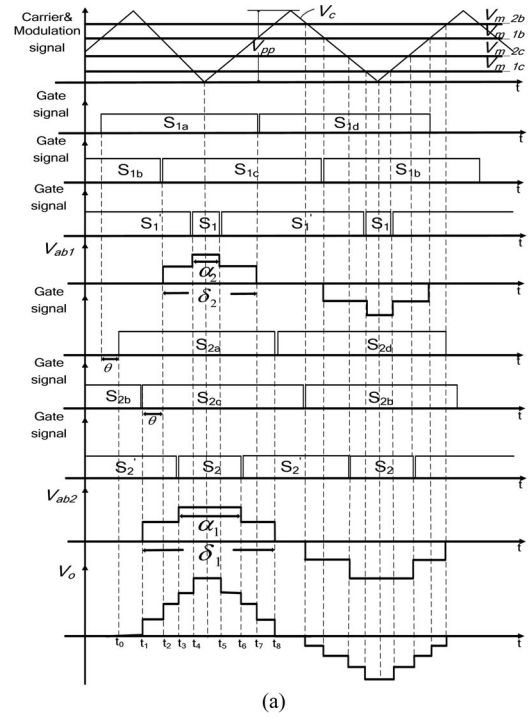 Carrier& Modulation signal
V_c
V_pp
V_m_2b
V_m_1b
V_m_2c
V_m_1c
t
Gate signal
S_1a S_1d
t
Gate signal
S_1b S_1c S_1b
t
Gate signal
S_1' S_1 S_1' S_1
t
V_ab1
α_2
δ_2
t
Gate signal
S_2a S_2d
θ
t
Gate signal
S_2b S_2c S_2b
θ
t
Gate signal
S_2' S_2 S_2' S_2
t
V_ab2
α_1
δ_1
t
V_o
t_0 t_1 t_2 t_3 t_4 t_5 t_6 t_7 t_8 t
(a)